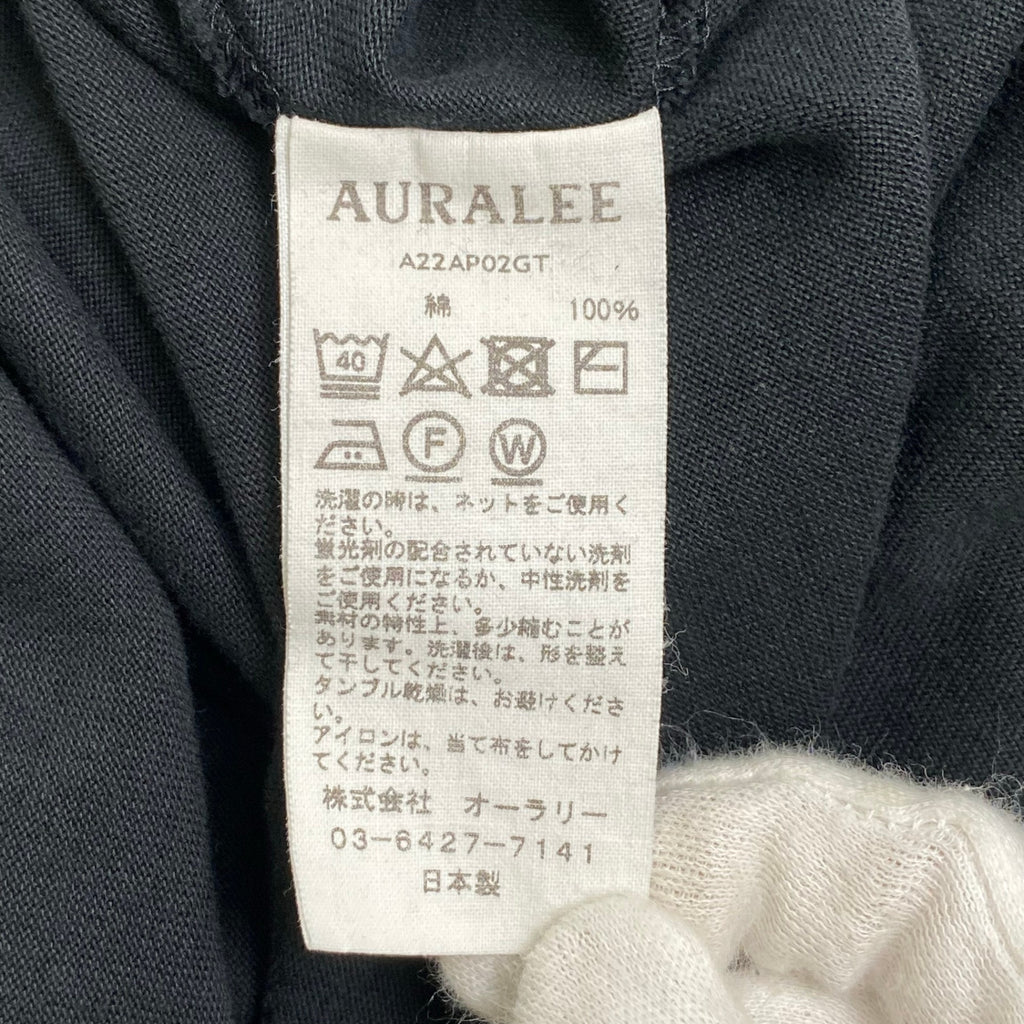 AURALEE
A22AP02GT
綿 100%
40
F W
洗濯の時は、ネットをご使用く
ださい。
蛍光剤の配合されていない洗剤
をご使用になるか、中性洗剤を
ご使用ください。
素材の特性上、多少縮むことが
あります。洗濯後は、形を整え
て干してください。
タンブル乾燥は、お避けくださ
い。
アイロンは、当て布をしてかけ
てください。
株式会社 オーラリー
03-6427-7141
日本製